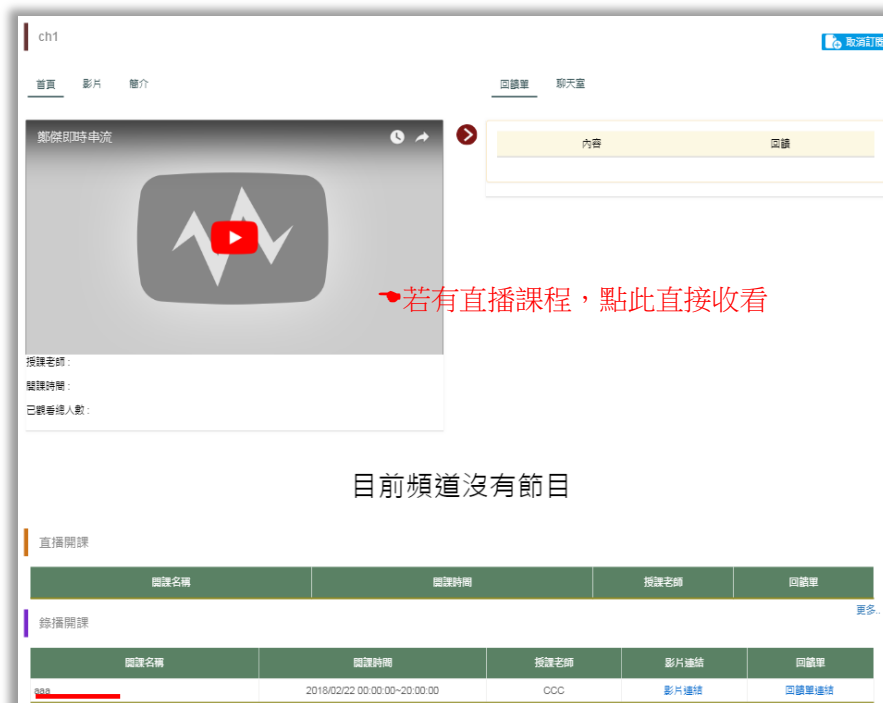 ch1
取消訂閱
首頁 影片 簡介
回饋單 聊天室
鄭傑即時串流
內容 回饋
☚若有直播課程，點此直接收看
授課老師 :
開課時間 :
已觀看總人數 :
目前頻道沒有節目
直播開課
開課名稱 開課時間 授課老師 回饋單
更多..
錄播開課
開課名稱 開課時間 授課老師 影片連結 回饋單
aaa 2018/02/22 00:00:00~20:00:00 CCC 影片連結 回饋單連結